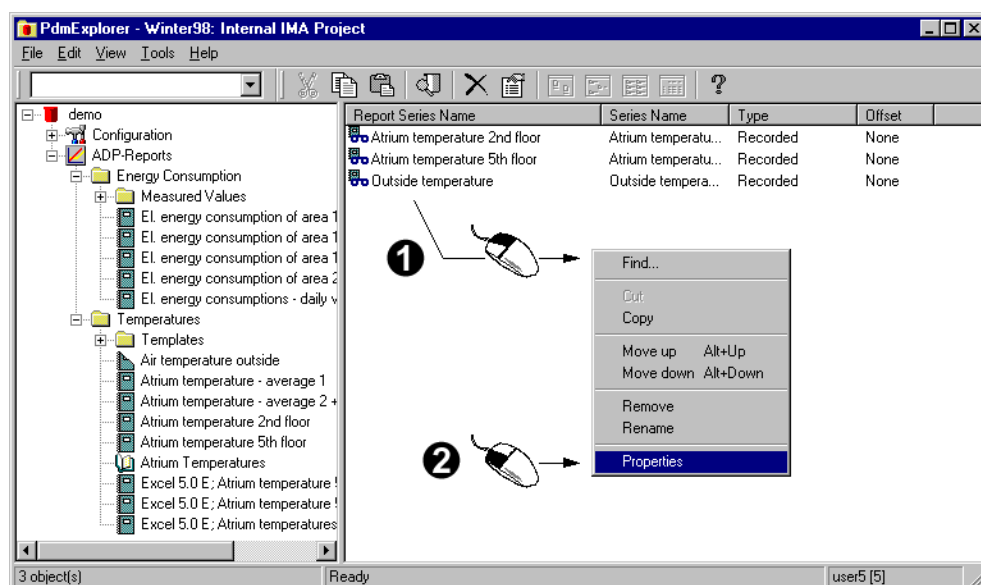 PdmExplorer - Winter98: Internal IMA Project
File Edit View Tools Help
demo
Configuration
ADP-Reports
Energy Consumption
Measured Values
El. energy consumption of area 1
El. energy consumption of area 1
El. energy consumption of area 1
El. energy consumption of area 2
El. energy consumptions - daily v
Temperatures
Templates
Air temperature outside
Atrium temperature - average 1
Atrium temperature - average 2 +
Atrium temperature 2nd floor
Atrium temperature 5th floor
Atrium Temperatures
Excel 5.0 E; Atrium temperature 5
Excel 5.0 E; Atrium temperature 5
Excel 5.0 E; Atrium temperatures
Report Series Name Series Name Type Offset
Atrium temperature 2nd floor Atrium temperatu... Recorded None
Atrium temperature 5th floor Atrium temperatu... Recorded None
Outside temperature Outside tempera... Recorded None
1
Find...
Cut
Copy
Move up Alt+Up
Move down Alt+Down
Remove
Rename
2
Properties
3 object(s) Ready user5 [5]